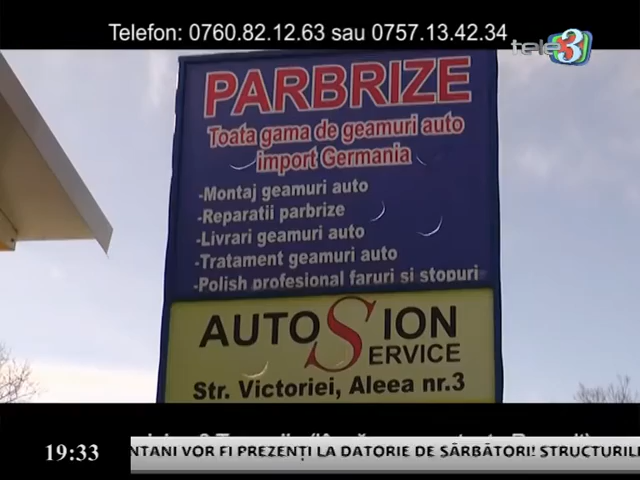 Telefon: 0760.82.12.63 sau 0757.13.42.34
tele3
PARBRIZE
Toata gama de geamuri auto
import Germania
-Montaj geamuri auto
-Reparatii parbrize
-Livrari geamuri auto
-Tratament geamuri auto
-Polish profesional faruri si stopuri
AUTO SION
SERVICE
Str. Victoriei, Aleea nr.3
19:33
NTANI VOR FI PREZENȚI LA DATORIE DE SĂRBĂTORI! STRUCTURIL